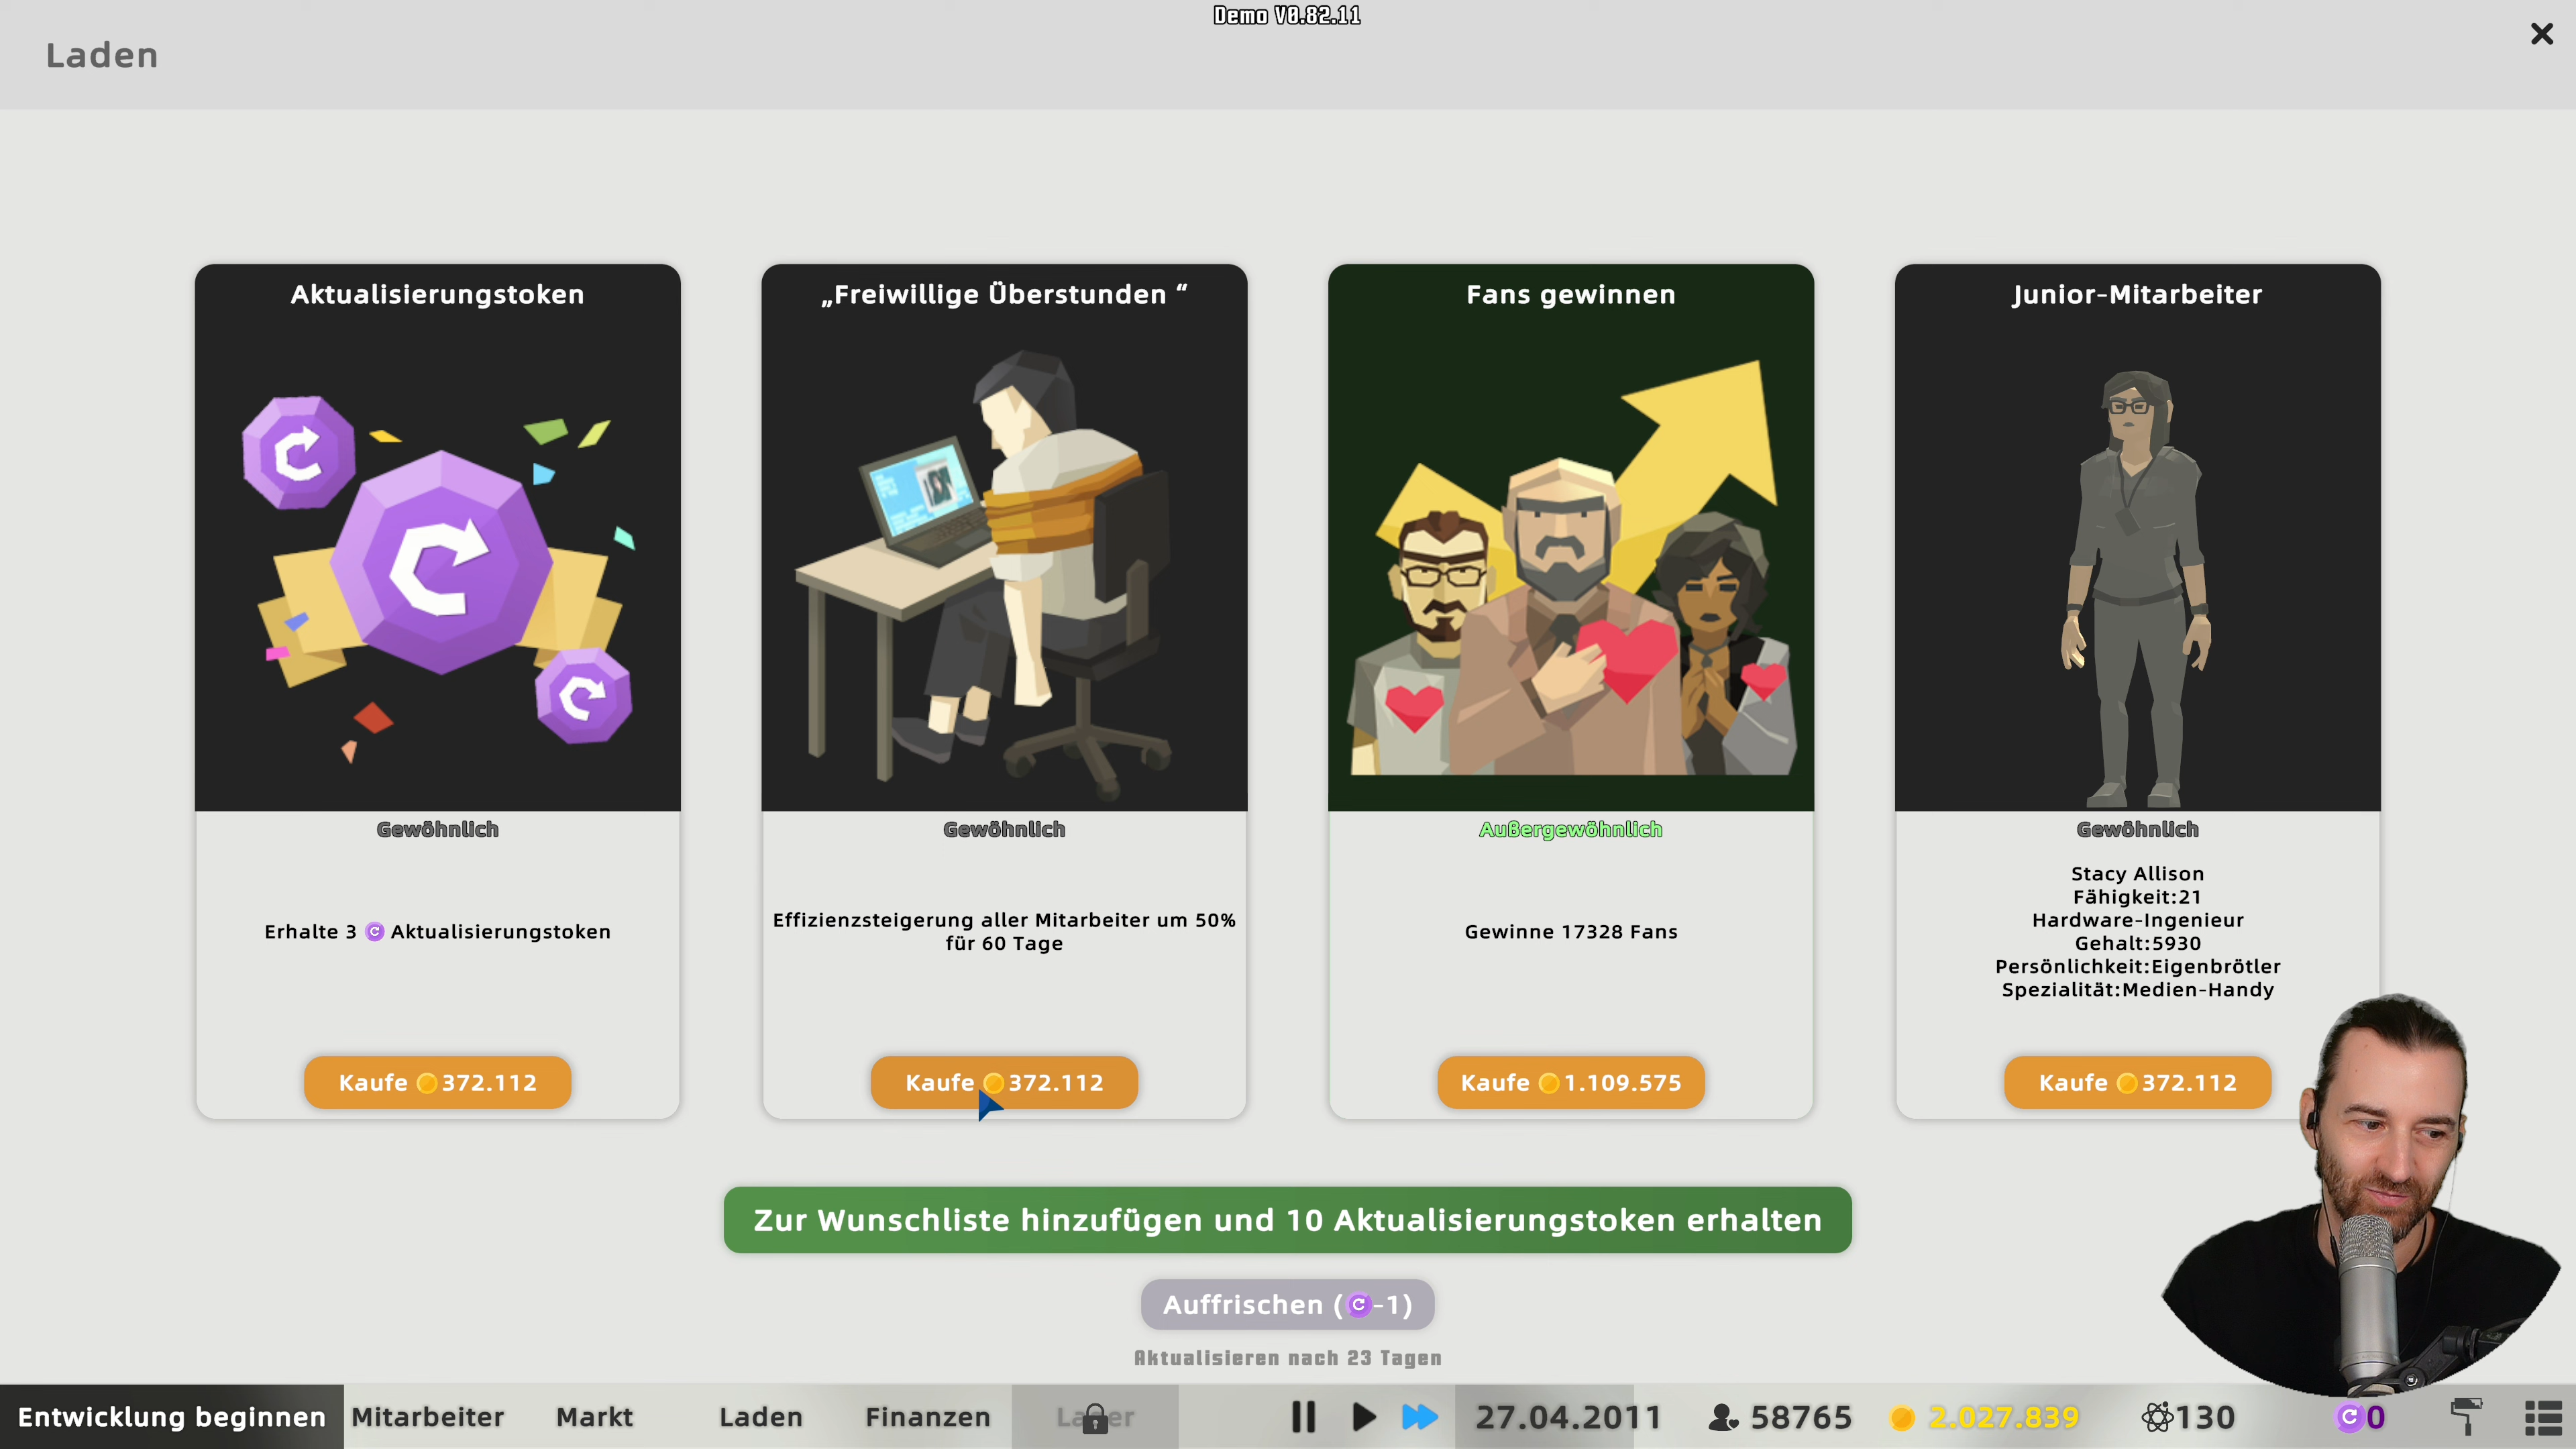 Demo V0.82.11
Laden
Aktualisierungstoken
„Freiwillige Überstunden “
Fans gewinnen
Junior-Mitarbeiter
Gewöhnlich
Gewöhnlich
Außergewöhnlich
Gewöhnlich
Erhalte 3 Aktualisierungstoken
Effizienzsteigerung aller Mitarbeiter um 50%
für 60 Tage
Gewinne 17328 Fans
Stacy Allison
Fähigkeit:21
Hardware-Ingenieur
Gehalt:5930
Persönlichkeit:Eigenbrötler
Spezialität:Medien-Handy
Kaufe 372.112
Kaufe 372.112
Kaufe 1.109.575
Kaufe 372.112
Zur Wunschliste hinzufügen und 10 Aktualisierungstoken erhalten
Auffrischen (-1)
Aktualisieren nach 23 Tagen
Entwicklung beginnen
Mitarbeiter
Markt
Laden
Finanzen
27.04.2011
58765
2.027.839
130
0